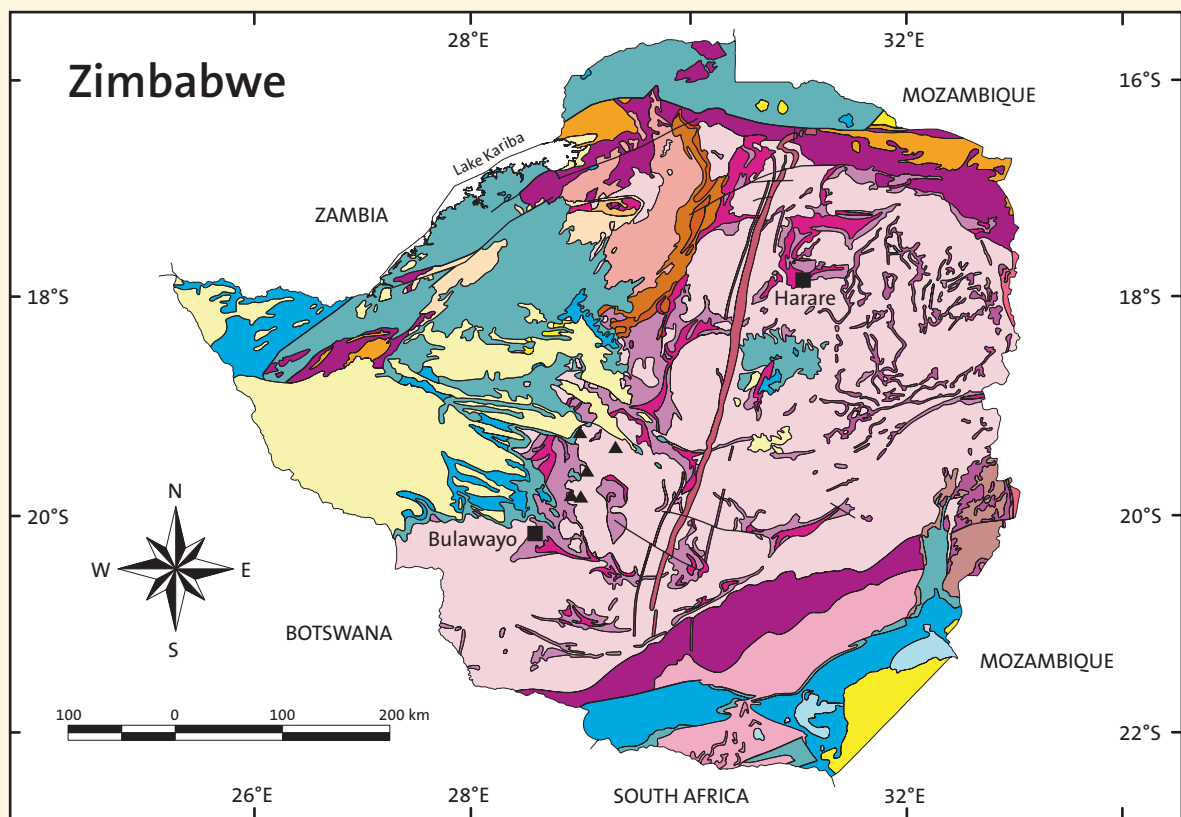 28°E 32°E
Zimbabwe
16°S
MOZAMBIQUE
Lake Kariba
ZAMBIA
18°S 18°S
Harare
N
20°S 20°S
Bulawayo
W E
BOTSWANA
S
MOZAMBIQUE
100 0 100 200 km
22°S
26°E 28°E SOUTH AFRICA 32°E